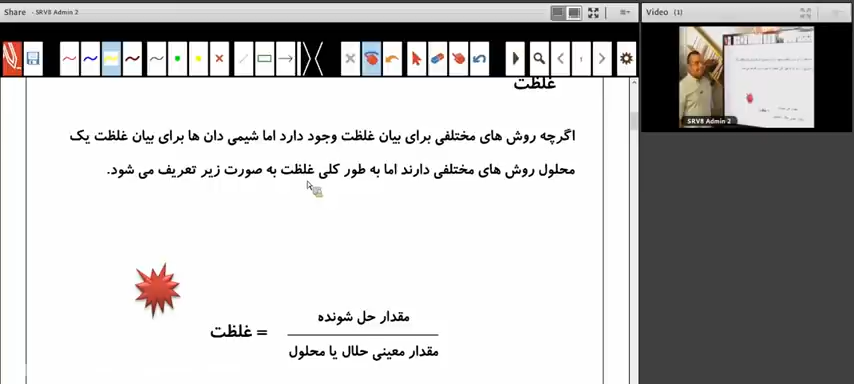 Share - SRV8 Admin 2
Video (1)
غلظت
اگرچه روش های مختلفی برای بیان غلظت وجود دارد اما شیمی دان ها برای بیان غلظت یک
محلول روش های مختلفی دارند اما به طور کلی غلظت به صورت زیر تعریف می شود.
مقدار حل شونده
غلظت =
مقدار معینی حلال یا محلول
SRV8 Admin 2